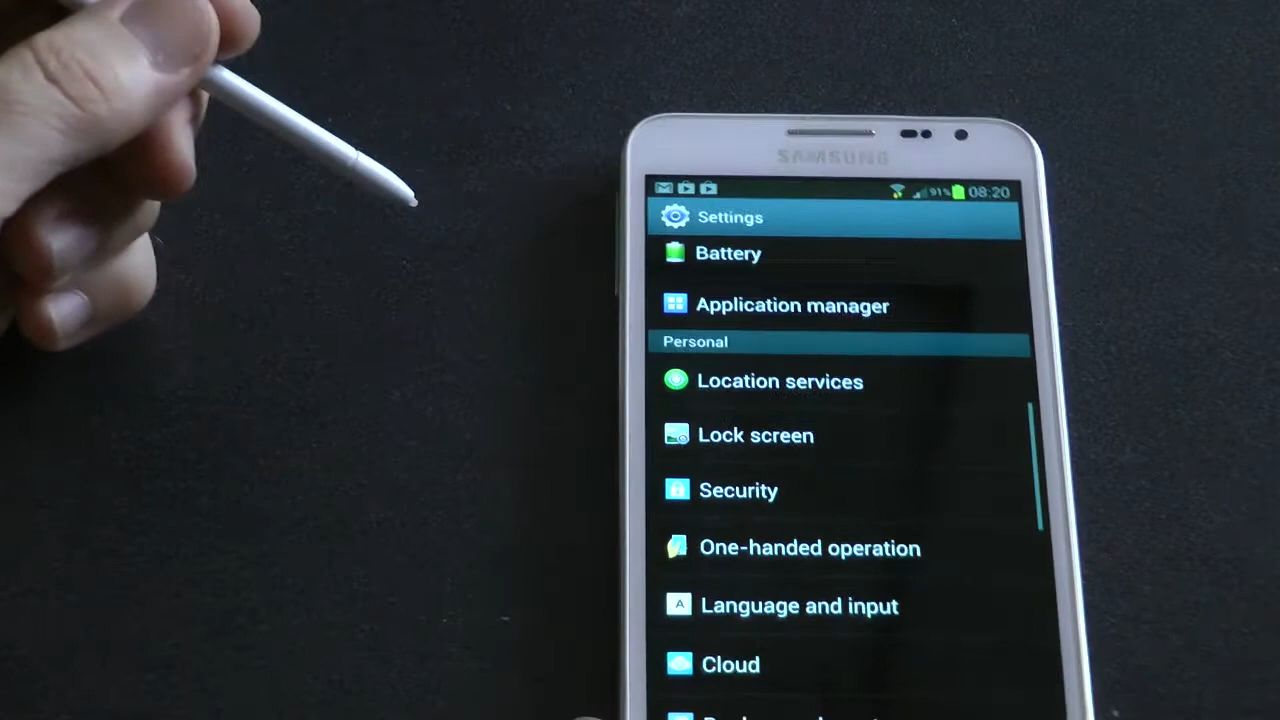 SAMSUNG
91% 08:20
Settings
Battery
Application manager
Personal
Location services
Lock screen
Security
One-handed operation
A
Language and input
Cloud